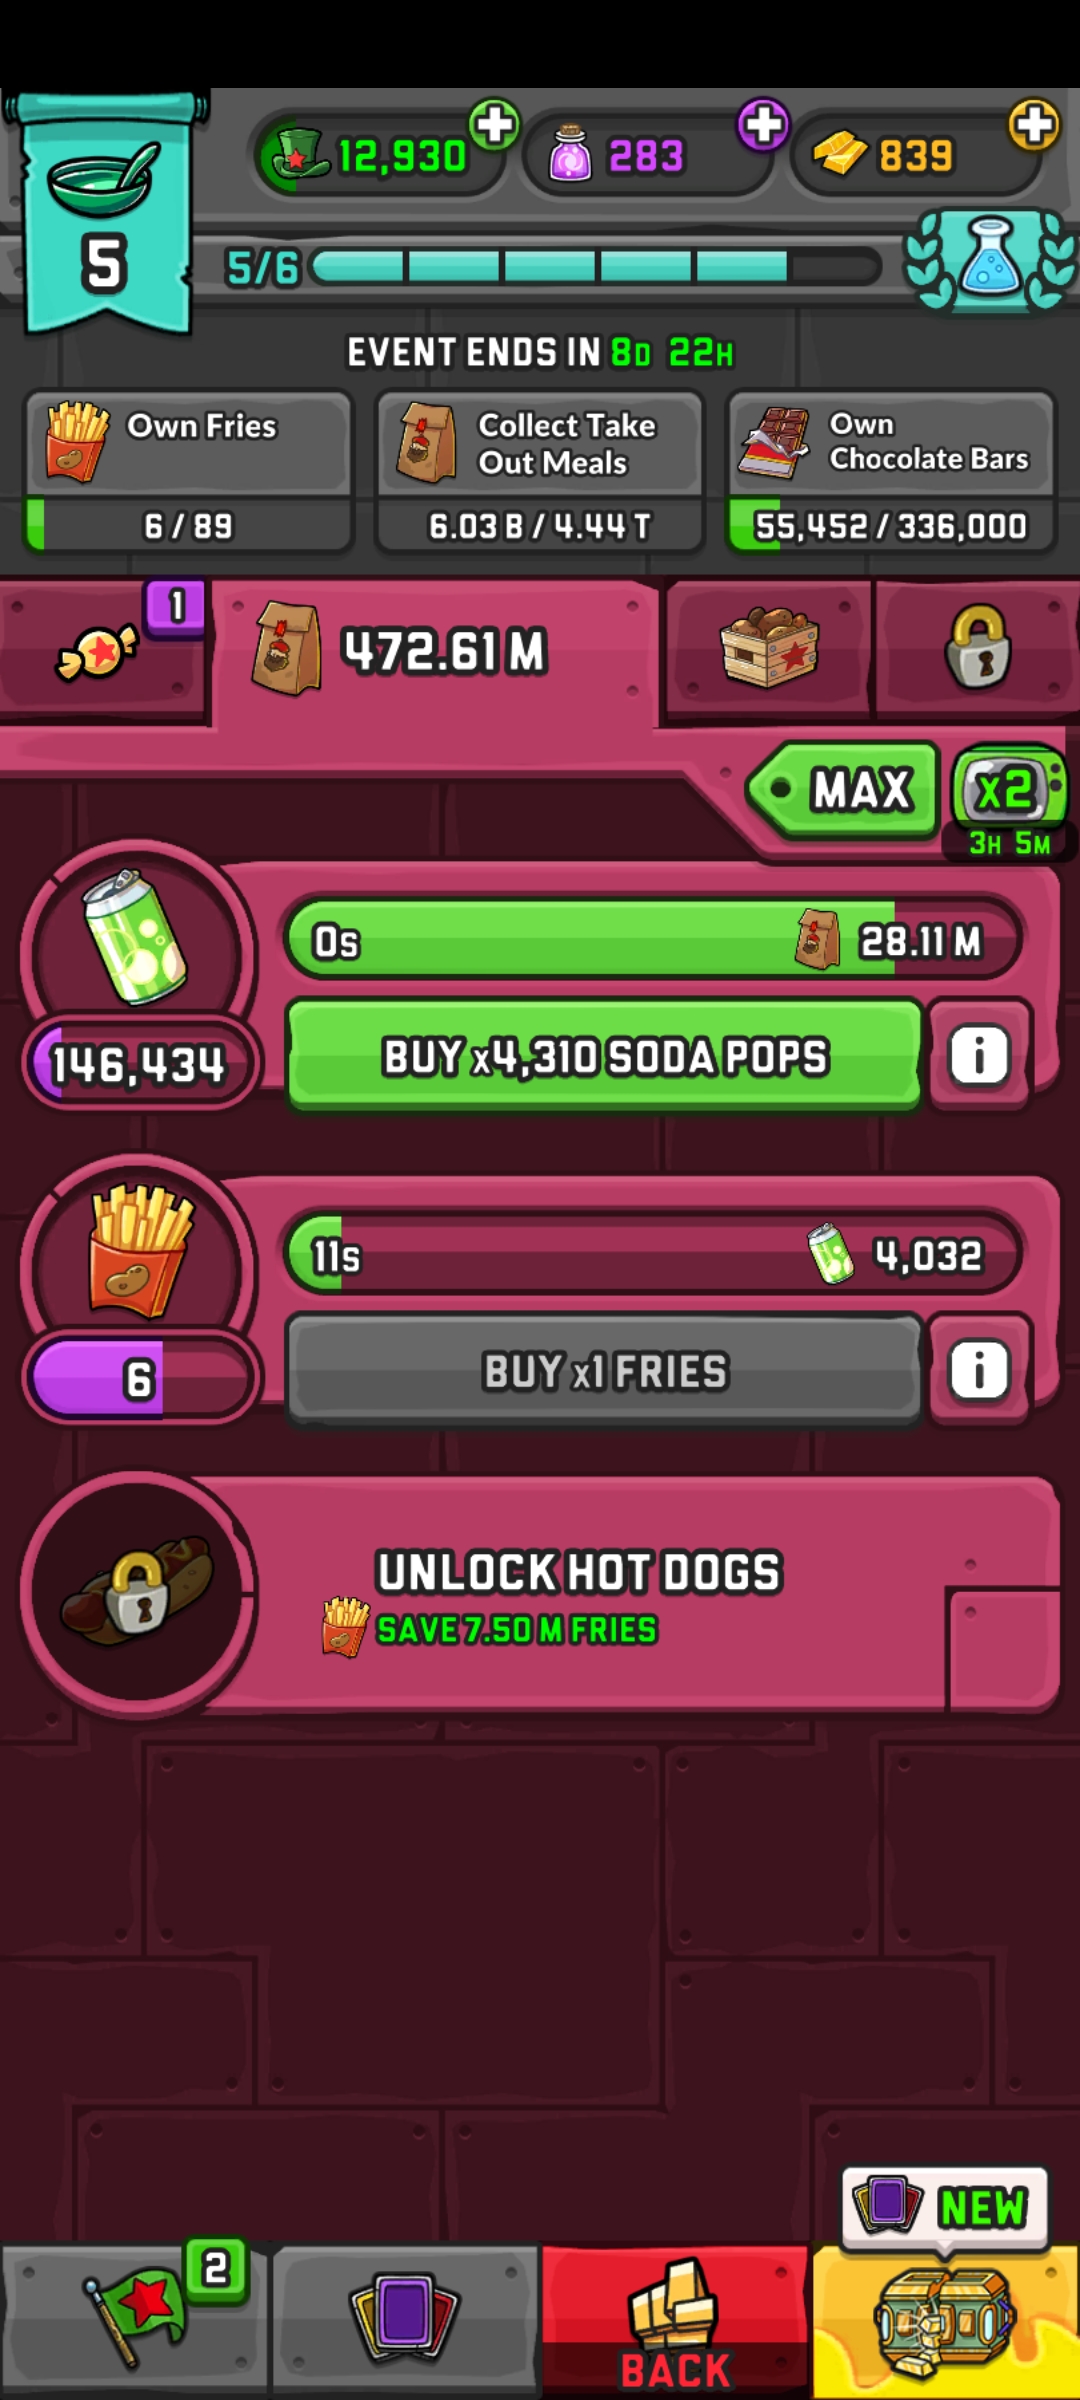 12,930
283
839
5
5/6
EVENT ENDS IN 8D 22H
Own Fries
6 / 89
Collect Take
Out Meals
6.03 B / 4.44 T
Own
Chocolate Bars
55,452 / 336,000
1
472.61 M
MAX
x2
3H 5M
0s
28.11 M
146,434
BUY x4,310 SODA POPS
i
11s
4,032
6
BUY x1 FRIES
i
UNLOCK HOT DOGS
SAVE 7.50 M FRIES
NEW
2
BACK